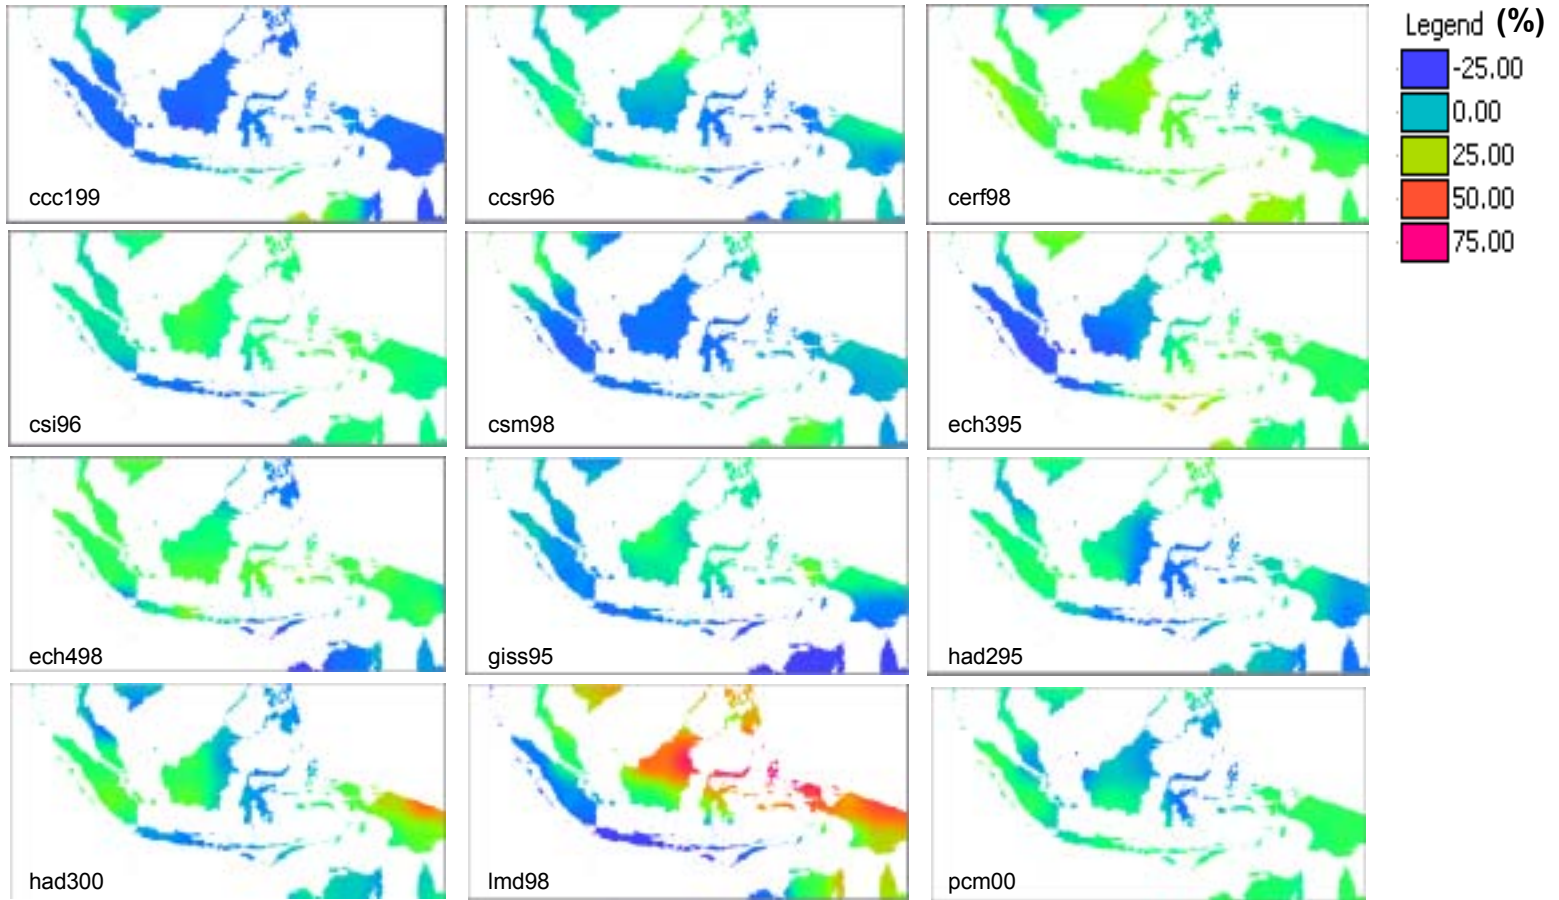 Legend (%)
-25.00
0.00
25.00
50.00
75.00
ccc199
ccsr96
cerf98
csi96
csm98
ech395
ech498
giss95
had295
had300
lmd98
pcm00